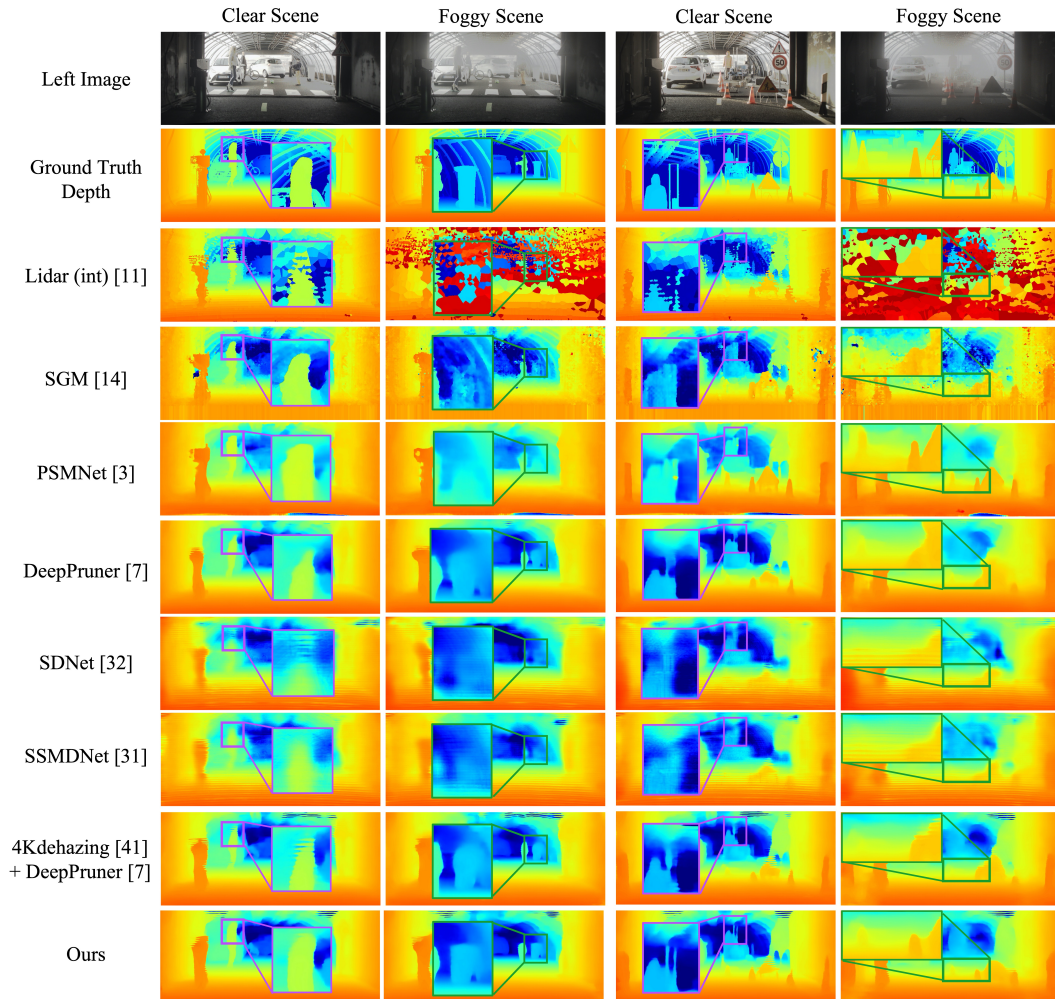 Clear Scene Foggy Scene Clear Scene Foggy Scene
Left Image
50
Ground Truth
Depth
Lidar (int) [11]
SGM [14]
PSMNet [3]
DeepPruner [7]
SDNet [32]
SSMDNet [31]
4Kdehazing [41]
+ DeepPruner [7]
Ours